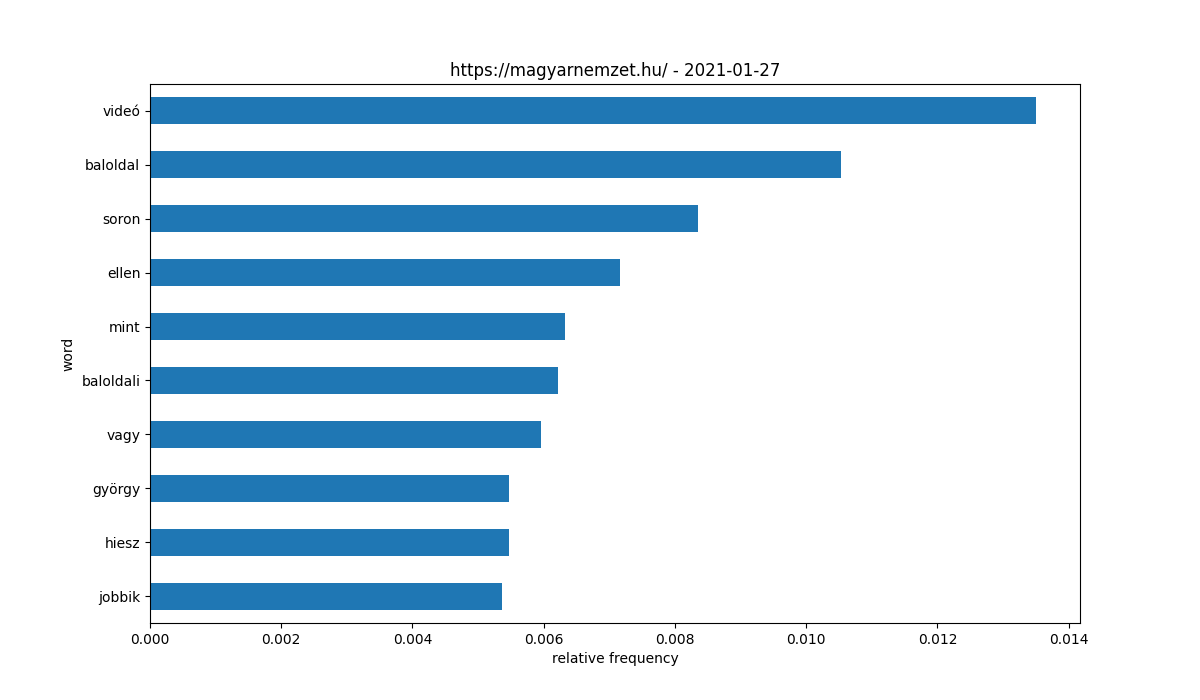 https://magyarnemzet.hu/ - 2021-01-27
videó
baloldal
soron
ellen
mint
baloldali
vagy
györgy
hiesz
jobbik
word
0.000 0.002 0.004 0.006 0.008 0.010 0.012 0.014
relative frequency